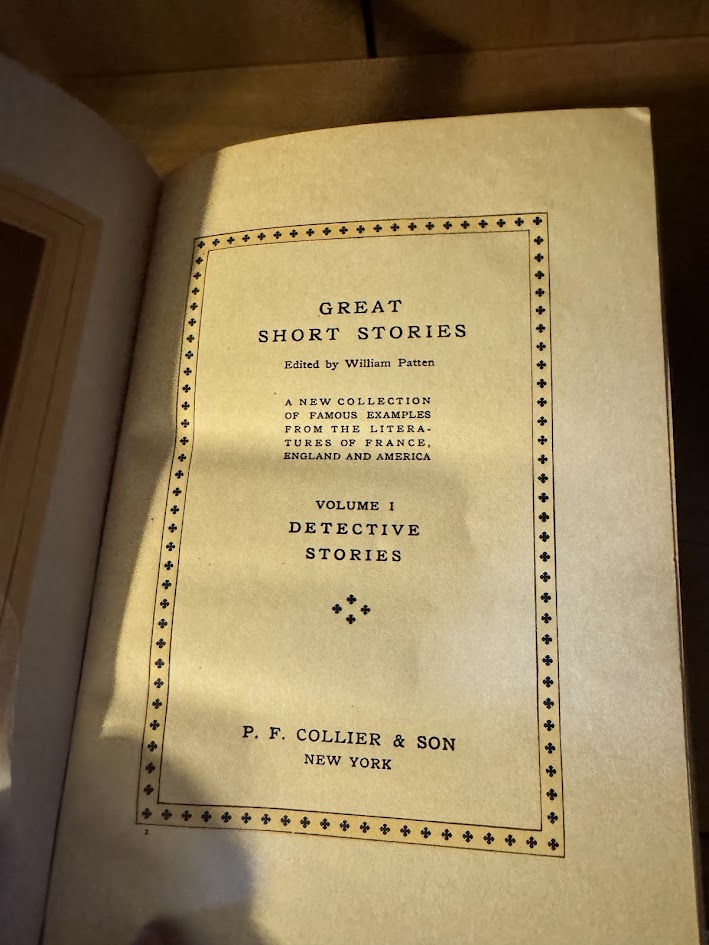 GREAT
SHORT STORIES
Edited by William Patten
A NEW COLLECTION
OF FAMOUS EXAMPLES
FROM THE LITERA-
TURES OF FRANCE,
ENGLAND AND AMERICA
VOLUME I
DETECTIVE
STORIES
P. F. COLLIER & SON
NEW YORK